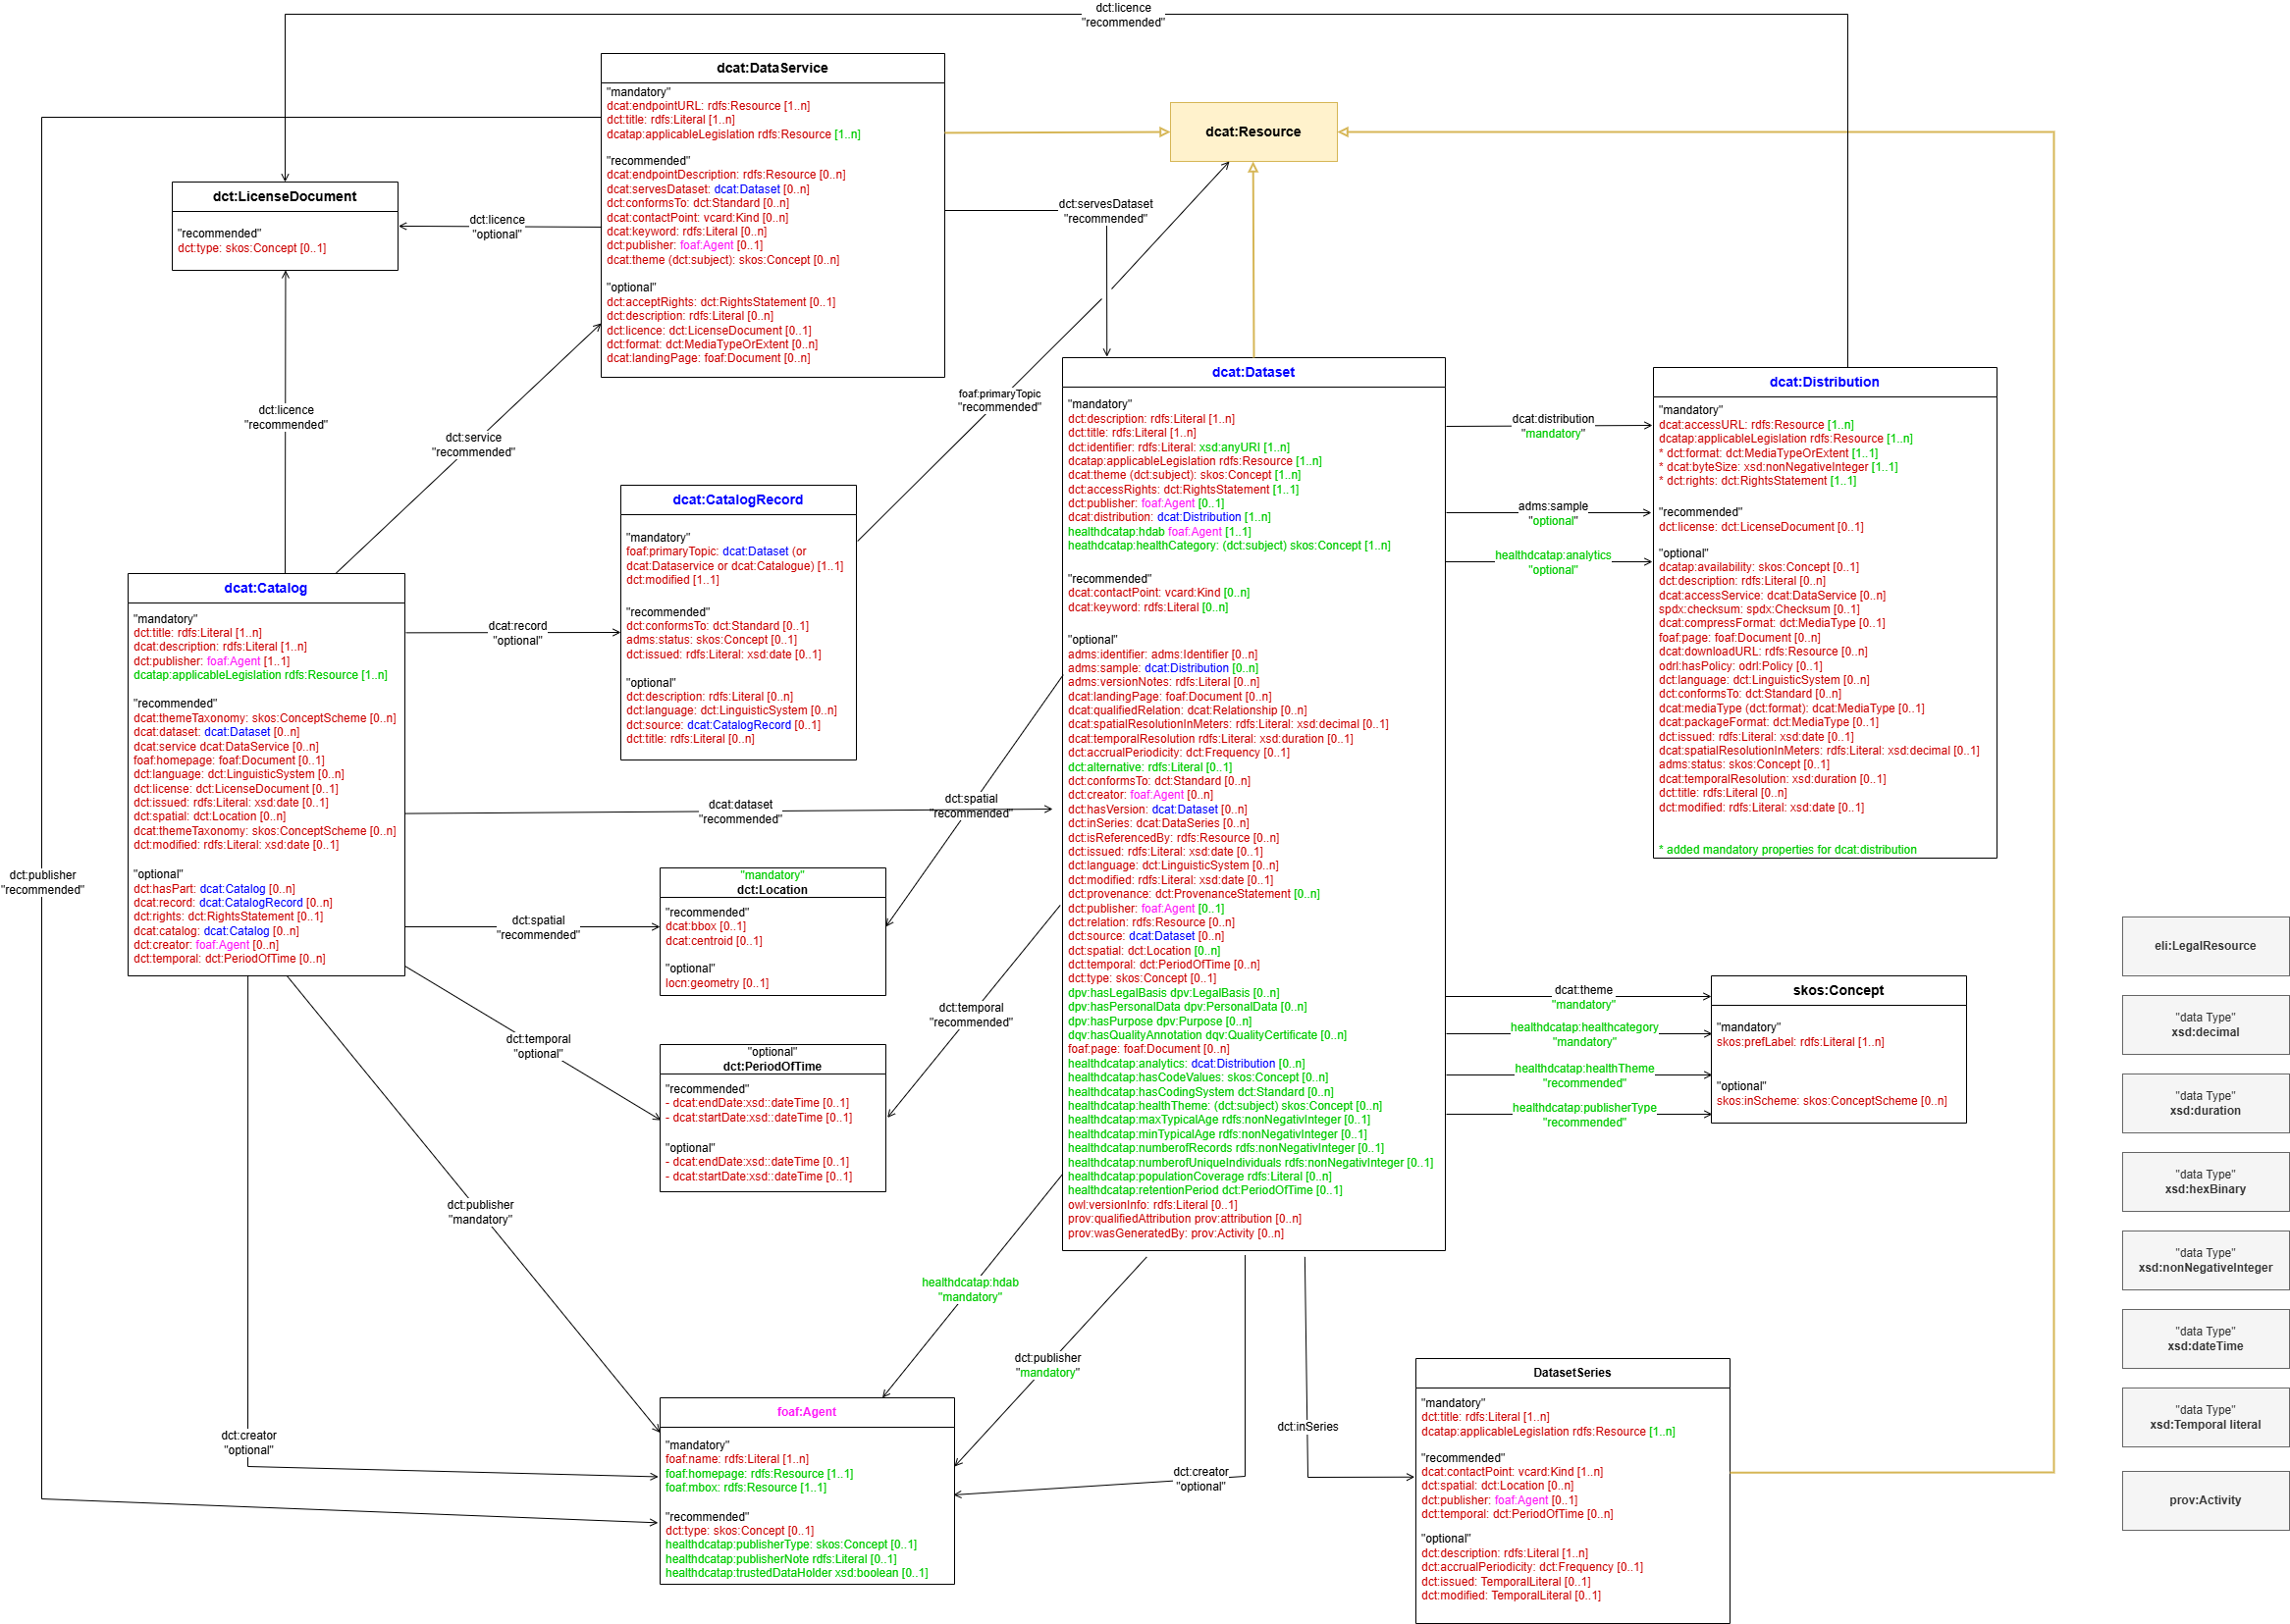 dct:licence
"recommended"
dcat:DataService
"mandatory"
dcat:endpointURL: rdfs:Resource [1..n]
dct:title: rdfs:Literal [1..n]
dcatap:applicableLegislation rdfs:Resource [1..n]
"recommended"
dcat:endpointDescription: rdfs:Resource [0..n]
dcat:servesDataset: dcat:Dataset [0..n]
dct:conformsTo: dct:Standard [0..n]
dcat:contactPoint: vcard:Kind [0..n]
dcat:keyword: rdfs:Literal [0..n]
dct:publisher: foaf:Agent [0..1]
dcat:theme (dct:subject): skos:Concept [0..n]
"optional"
dct:acceptRights: dct:RightsStatement [0..1]
dct:description: rdfs:Literal [0..n]
dct:licence: dct:LicenseDocument [0..1]
dct:format: dct:MediaTypeOrExtent [0..n]
dcat:landingPage: foaf:Document [0..n]
dcat:Resource
dct:LicenseDocument
"recommended"
dct:type: skos:Concept [0..1]
dct:licence
"optional"
dct:servesDataset
"recommended"
dct:licence
"recommended"
dct:service
"recommended"
foaf:primaryTopic
"recommended"
dcat:CatalogRecord
"mandatory"
foaf:primaryTopic: dcat:Dataset (or
dcat:Dataservice or dcat:Catalogue) [1..1]
dct:modified [1..1]
"recommended"
dct:conformsTo: dct:Standard [0..1]
adms:status: skos:Concept [0..1]
dct:issued: rdfs:Literal: xsd:date [0..1]
"optional"
dct:description: rdfs:Literal [0..n]
dct:language: dct:LinguisticSystem [0..n]
dct:source: dcat:CatalogRecord [0..1]
dct:title: rdfs:Literal [0..n]
dcat:Catalog
"mandatory"
dct:title: rdfs:Literal [1..n]
dcat:description: rdfs:Literal [1..n]
dct:publisher: foaf:Agent [1..1]
dcatap:applicableLegislation rdfs:Resource [1..n]
"recommended"
dcat:themeTaxonomy: skos:ConceptScheme [0..n]
dcat:dataset: dcat:Dataset [0..n]
dcat:service dcat:DataService [0..n]
foaf:homepage: foaf:Document [0..1]
dct:language: dct:LinguisticSystem [0..n]
dct:license: dct:LicenseDocument [0..1]
dct:issued: rdfs:Literal: xsd:date [0..1]
dct:spatial: dct:Location [0..n]
dcat:themeTaxonomy: skos:ConceptScheme [0..n]
dct:modified: rdfs:Literal: xsd:date [0..1]
"optional"
dct:hasPart: dcat:Catalog [0..n]
dcat:record: dcat:CatalogRecord [0..n]
dct:rights: dct:RightsStatement [0..1]
dcat:catalog: dcat:Catalog [0..n]
dct:creator: foaf:Agent [0..n]
dct:temporal: dct:PeriodOfTime [0..n]
dcat:record
"optional"
dcat:dataset
"recommended"
dct:spatial
"recommended"
dct:publisher
"recommended"
dct:spatial
"recommended"
"mandatory"
dct:Location
"recommended"
dcat:bbox [0..1]
dcat:centroid [0..1]
"optional"
locn:geometry [0..1]
dct:temporal
"recommended"
dct:temporal
"optional"
"optional"
dct:PeriodOfTime
"recommended"
- dcat:endDate:xsd::dateTime [0..1]
- dcat:startDate:xsd::dateTime [0..1]
"optional"
- dcat:endDate:xsd::dateTime [0..1]
- dcat:startDate:xsd::dateTime [0..1]
dct:publisher
"mandatory"
dcat:Dataset
"mandatory"
dct:description: rdfs:Literal [1..n]
dct:title: rdfs:Literal [1..n]
dct:identifier: rdfs:Literal: xsd:anyURI [1..n]
dcatap:applicableLegislation rdfs:Resource [1..n]
dcat:theme (dct:subject): skos:Concept [1..n]
dct:accessRights: dct:RightsStatement [1..1]
dct:publisher: foaf:Agent [0..1]
dcat:distribution: dcat:Distribution [1..n]
healthdcatap:hdab foaf:Agent [1..1]
heathdcatap:healthCategory: (dct:subject) skos:Concept [1..n]
"recommended"
dcat:contactPoint: vcard:Kind [0..n]
dcat:keyword: rdfs:Literal [0..n]
"optional"
adms:identifier: adms:Identifier [0..n]
adms:sample: dcat:Distribution [0..n]
adms:versionNotes: rdfs:Literal [0..n]
dcat:landingPage: foaf:Document [0..n]
dcat:qualifiedRelation: dcat:Relationship [0..n]
dcat:spatialResolutionInMeters: rdfs:Literal: xsd:decimal [0..1]
dcat:temporalResolution rdfs:Literal: xsd:duration [0..1]
dct:accrualPeriodicity: dct:Frequency [0..1]
dct:alternative: rdfs:Literal [0..1]
dct:conformsTo: dct:Standard [0..n]
dct:creator: foaf:Agent [0..n]
dct:hasVersion: dcat:Dataset [0..n]
dct:inSeries: dcat:DataSeries [0..n]
dct:isReferencedBy: rdfs:Resource [0..n]
dct:issued: rdfs:Literal: xsd:date [0..1]
dct:language: dct:LinguisticSystem [0..n]
dct:modified: rdfs:Literal: xsd:date [0..1]
dct:provenance: dct:ProvenanceStatement [0..n]
dct:publisher: foaf:Agent [0..1]
dct:relation: rdfs:Resource [0..n]
dct:source: dcat:Dataset [0..n]
dct:spatial: dct:Location [0..n]
dct:temporal: dct:PeriodOfTime [0..n]
dct:type: skos:Concept [0..1]
dpv:hasLegalBasis dpv:LegalBasis [0..n]
dpv:hasPersonalData dpv:PersonalData [0..n]
dpv:hasPurpose dpv:Purpose [0..n]
dqv:hasQualityAnnotation dqv:QualityCertificate [0..n]
foaf:page: foaf:Document [0..n]
healthdcatap:analytics: dcat:Distribution [0..n]
healthdcatap:hasCodeValues: skos:Concept [0..n]
healthdcatap:hasCodingSystem dct:Standard [0..n]
healthdcatap:healthTheme: (dct:subject) skos:Concept [0..n]
healthdcatap:maxTypicalAge rdfs:nonNegativInteger [0..1]
healthdcatap:minTypicalAge rdfs:nonNegativInteger [0..1]
healthdcatap:numberofRecords rdfs:nonNegativInteger [0..1]
healthdcatap:numberofUniqueIndividuals rdfs:nonNegativInteger [0..1]
healthdcatap:populationCoverage rdfs:Literal [0..n]
healthdcatap:retentionPeriod dct:PeriodOfTime [0..1]
owl:versionInfo: rdfs:Literal [0..1]
prov:qualifiedAttribution prov:attribution [0..n]
prov:wasGeneratedBy: prov:Activity [0..n]
dcat:distribution
"mandatory"
adms:sample
"optional"
healthdcatap:analytics
"optional"
dcat:Distribution
"mandatory"
dcat:accessURL: rdfs:Resource [1..n]
dcatap:applicableLegislation rdfs:Resource [1..n]
* dct:format: dct:MediaTypeOrExtent [1..1]
* dcat:byteSize: xsd:nonNegativeInteger [1..1]
* dct:rights: dct:RightsStatement [1..1]
"recommended"
dct:license: dct:LicenseDocument [0..1]
"optional"
dcatap:availability: skos:Concept [0..1]
dct:description: rdfs:Literal [0..n]
dcat:accessService: dcat:DataService [0..n]
spdx:checksum: spdx:Checksum [0..1]
dcat:compressFormat: dct:MediaType [0..1]
foaf:page: foaf:Document [0..n]
dcat:downloadURL: rdfs:Resource [0..n]
odrl:hasPolicy: odrl:Policy [0..1]
dct:language: dct:LinguisticSystem [0..n]
dct:conformsTo: dct:Standard [0..n]
dcat:mediaType (dct:format): dcat:MediaType [0..1]
dcat:packageFormat: dct:MediaType [0..1]
dct:issued: rdfs:Literal: xsd:date [0..1]
dcat:spatialResolutionInMeters: rdfs:Literal: xsd:decimal [0..1]
adms:status: skos:Concept [0..1]
dcat:temporalResolution: xsd:duration [0..1]
dct:title: rdfs:Literal [0..n]
dct:modified: rdfs:Literal: xsd:date [0..1]
* added mandatory properties for dcat:distribution
dcat:theme
"mandatory"
healthdcatap:healthcategory
"mandatory"
healthdcatap:healthTheme
"recommended"
healthdcatap:publisherType
"recommended"
skos:Concept
"mandatory"
skos:prefLabel: rdfs:Literal [1..n]
"optional"
skos:inScheme: skos:ConceptScheme [0..n]
eli:LegalResource
"data Type"
xsd:decimal
"data Type"
xsd:duration
"data Type"
xsd:hexBinary
"data Type"
xsd:nonNegativeInteger
"data Type"
xsd:dateTime
"data Type"
xsd:Temporal literal
prov:Activity
healthdcatap:hdab
"mandatory"
dct:publisher
"mandatory"
dct:creator
"optional"
dct:creator
"optional"
dct:inSeries
foaf:Agent
"mandatory"
foaf:name: rdfs:Literal [1..n]
foaf:homepage: rdfs:Resource [1..1]
foaf:mbox: rdfs:Resource [1..1]
"recommended"
dct:type: skos:Concept [0..1]
healthdcatap:publisherType: skos:Concept [0..1]
healthdcatap:publisherNote rdfs:Literal [0..1]
healthdcatap:trustedDataHolder xsd:boolean [0..1]
DatasetSeries
"mandatory"
dct:title: rdfs:Literal [1..n]
dcatap:applicableLegislation rdfs:Resource [1..n]
"recommended"
dcat:contactPoint: vcard:Kind [1..n]
dct:spatial: dct:Location [0..n]
dct:publisher: foaf:Agent [0..1]
dct:temporal: dct:PeriodOfTime [0..n]
"optional"
dct:description: rdfs:Literal [1..n]
dct:accrualPeriodicity: dct:Frequency [0..1]
dct:issued: TemporalLiteral [0..1]
dct:modified: TemporalLiteral [0..1]